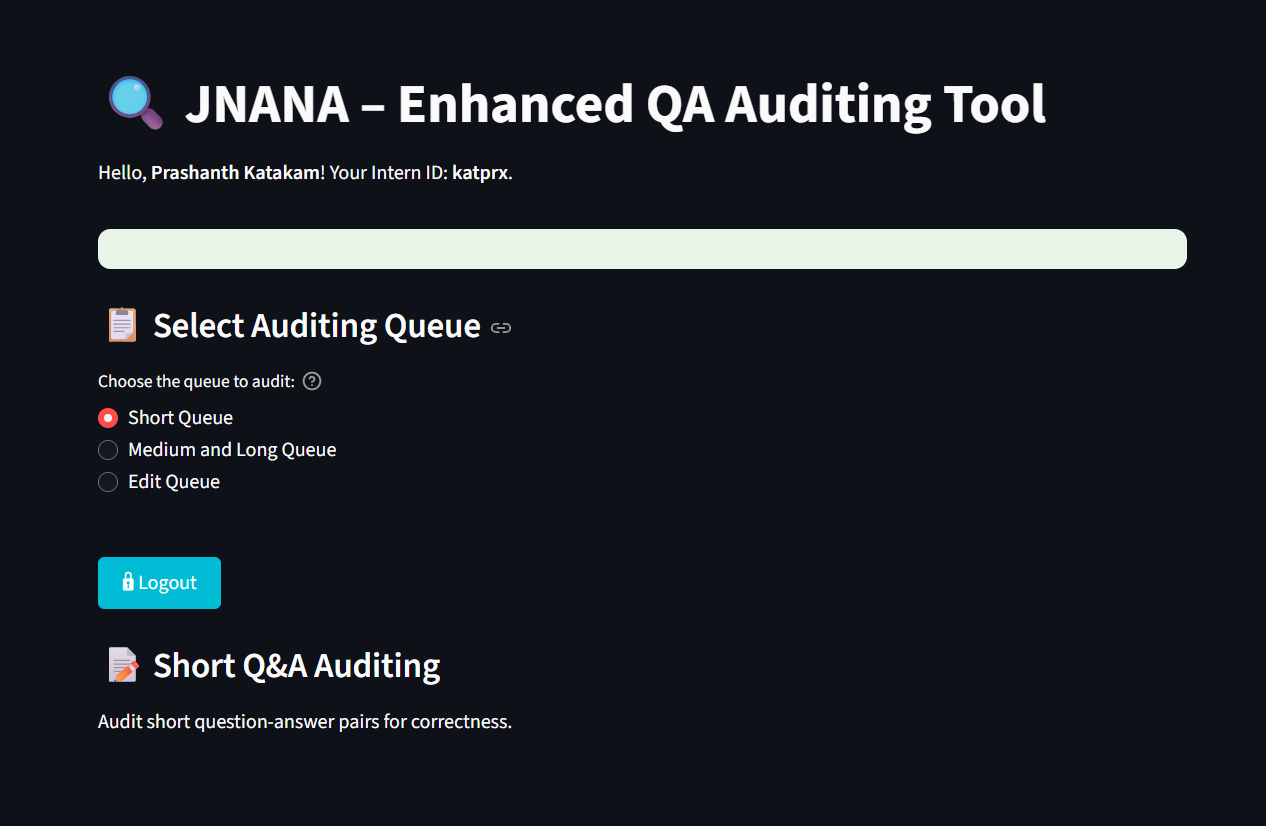 JNANA – Enhanced QA Auditing Tool
Hello, Prashanth Katakam! Your Intern ID: katprx.
Select Auditing Queue
Choose the queue to audit:
Short Queue
Medium and Long Queue
Edit Queue
Logout
Short Q&A Auditing
Audit short question-answer pairs for correctness.